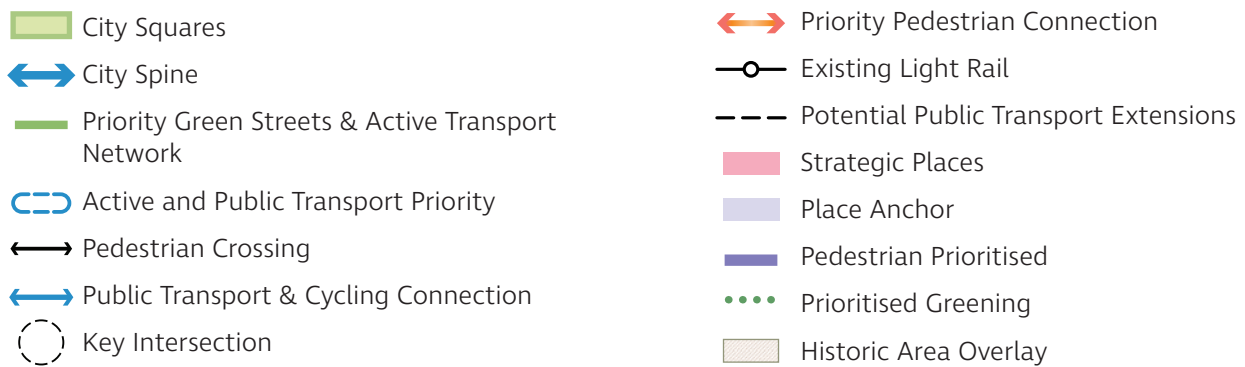 City Squares
City Spine
Priority Green Streets & Active Transport
Network
Active and Public Transport Priority
Pedestrian Crossing
Public Transport & Cycling Connection
Key Intersection
Priority Pedestrian Connection
Existing Light Rail
Potential Public Transport Extensions
Strategic Places
Place Anchor
Pedestrian Prioritised
Prioritised Greening
Historic Area Overlay